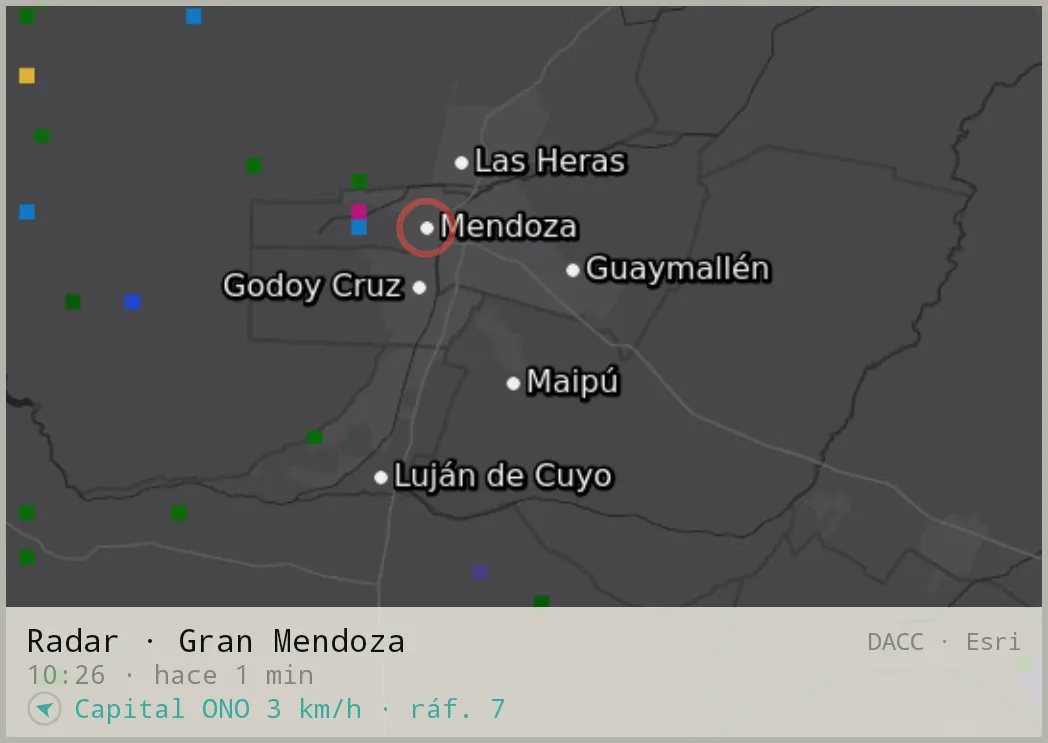 Las Heras
Mendoza
Guaymallén
Godoy Cruz
Maipú
Luján de Cuyo
Radar · Gran Mendoza
DACC · Esri
10:26 · hace 1 min
Capital ONO 3 km/h · ráf. 7